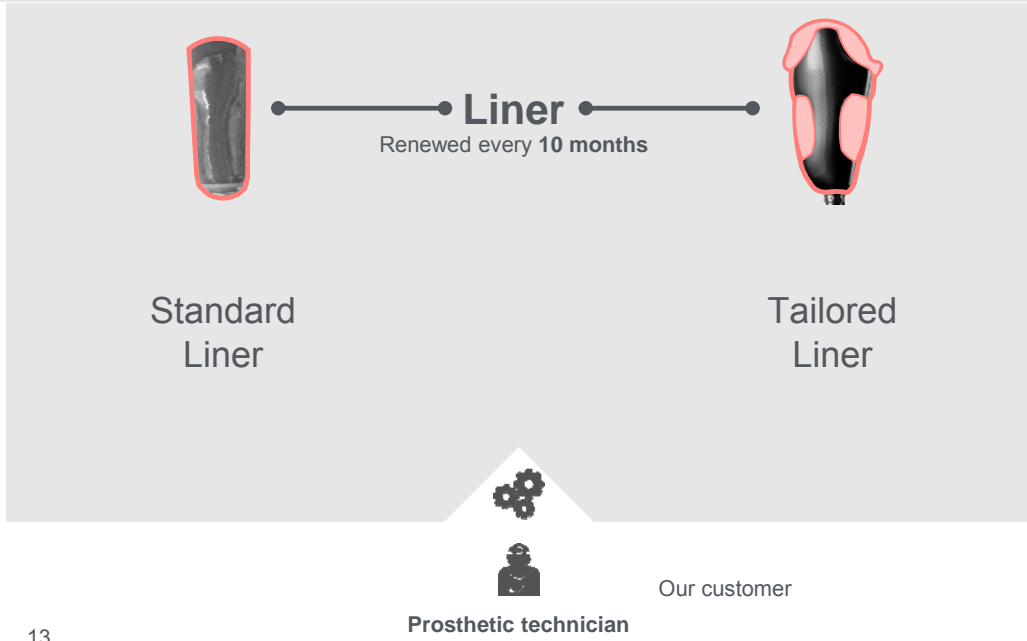 Liner
Renewed every 10 months
Standard
Liner
Tailored
Liner
Our customer
Prosthetic technician
13